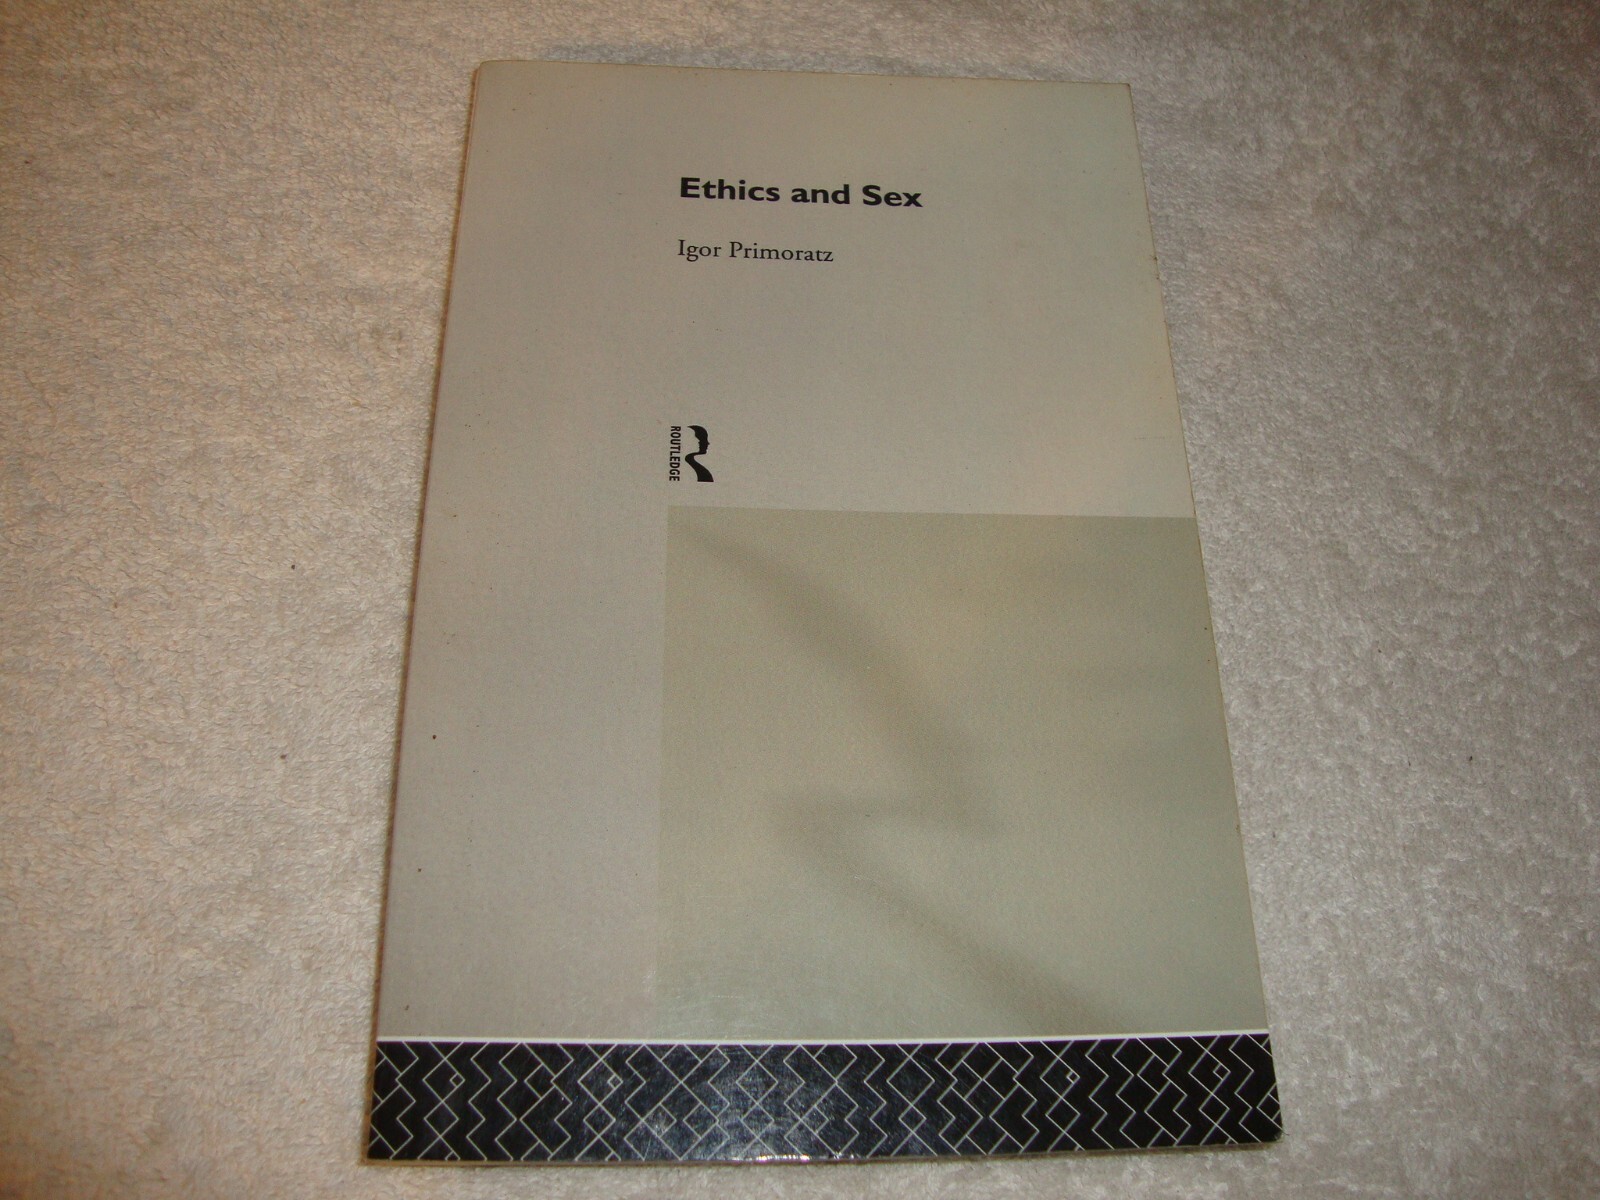 Ethics and Sex
Igor Primoratz
ROUTLEDGE